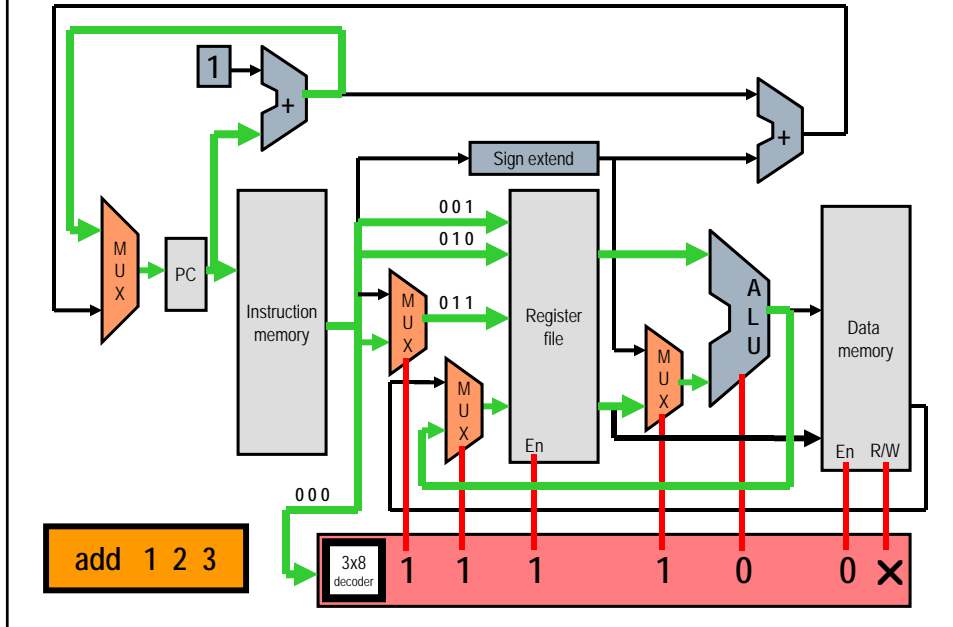 1
+
+
Sign extend
001
010
M
U
X
PC
Instruction
memory
M
U
X
011
Register
file
A
L
U
Data
memory
M
U
X
M
U
X
En
En R/W
000
add 1 2 3
3x8
decoder
1 1 1 1 0 0 X